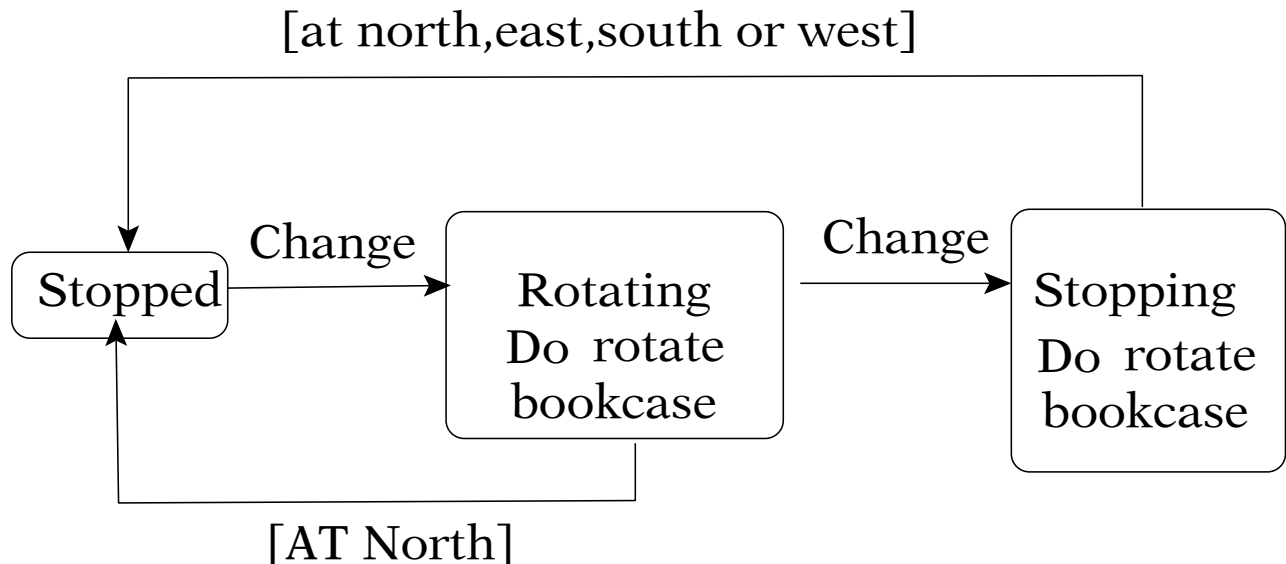 [at north,east,south or west]
Change
Change
Stopped
Rotating
Do rotate
bookcase
Stopping
Do rotate
bookcase
[AT North]